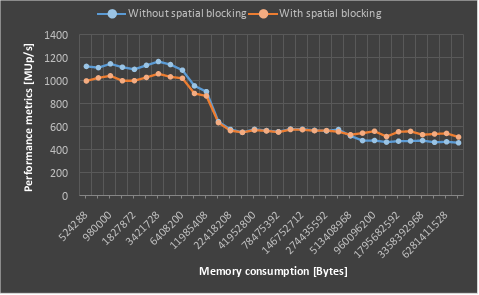 Without spatial blocking With spatial blocking
Performance metrics [MUp/s]
1400
1200
1000
800
600
400
200
0
524288 980000 1827872 3421728 6408200 11985408 22418208 41952800 78475392 146752712 274435592 513408968 960096200 1795682592 3358392968 6281411528
Memory consumption [Bytes]